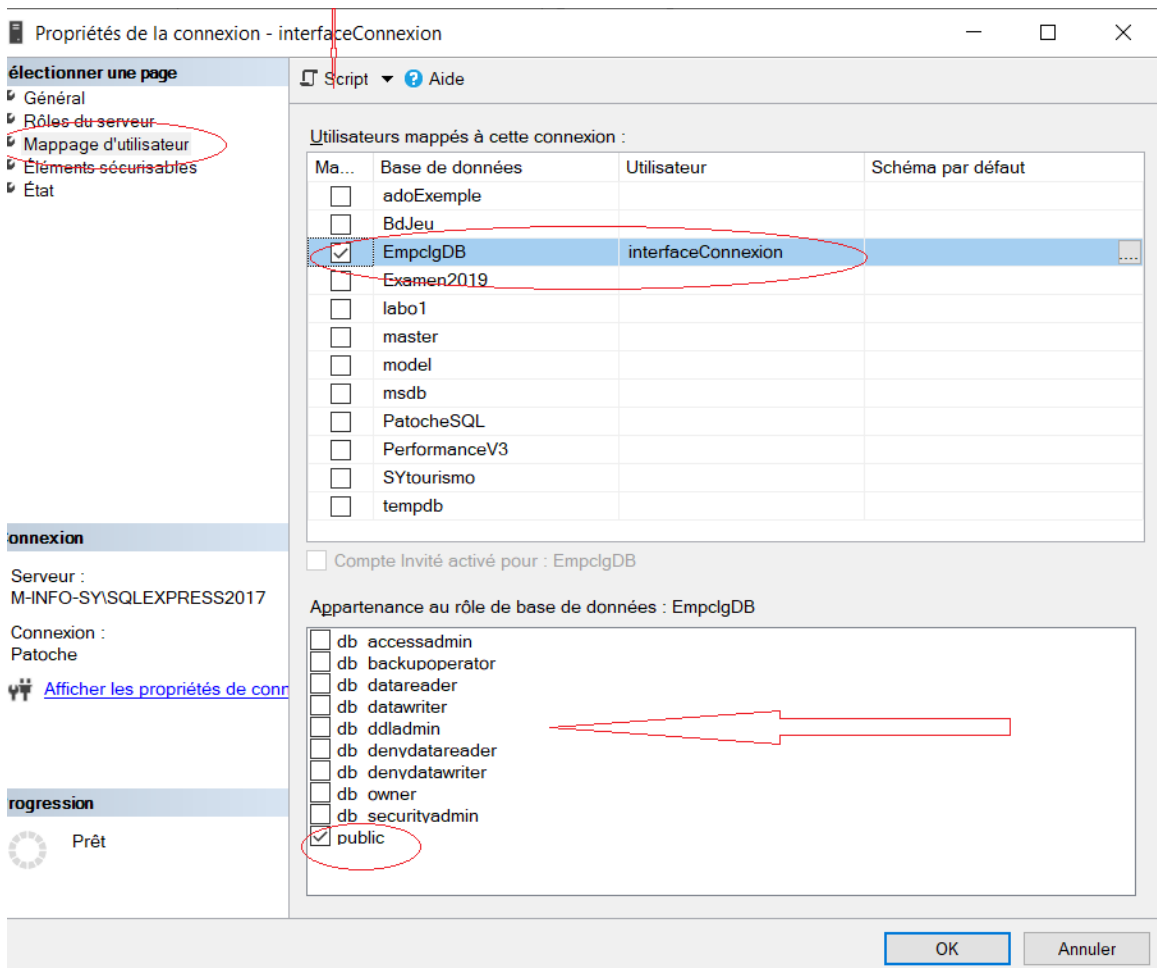 Propriétés de la connexion - interfaceConnexion
électionner une page
Général
Rôles du serveur
Mappage d'utilisateur
Éléments sécurisables
État
Script
Aide
Utilisateurs mappés à cette connexion :
Ma... Base de données Utilisateur Schéma par défaut
adoExemple
BdJeu
EmpclgDB interfaceConnexion ....
Examen2019
labo1
master
model
msdb
PatocheSQL
PerformanceV3
SYtourismo
tempdb
Compte Invité activé pour : EmpclgDB
onnexion
Serveur :
M-INFO-SY\SQLEXPRESS2017
Connexion :
Patoche
Afficher les propriétés de conn
Appartenance au rôle de base de données : EmpclgDB
db_accessadmin
db_backupoperator
db_datareader
db_datawriter
db_ddladmin
db_denydatareader
db_denydatawriter
db_owner
db_securityadmin
public
rogression
Prêt
OK Annuler